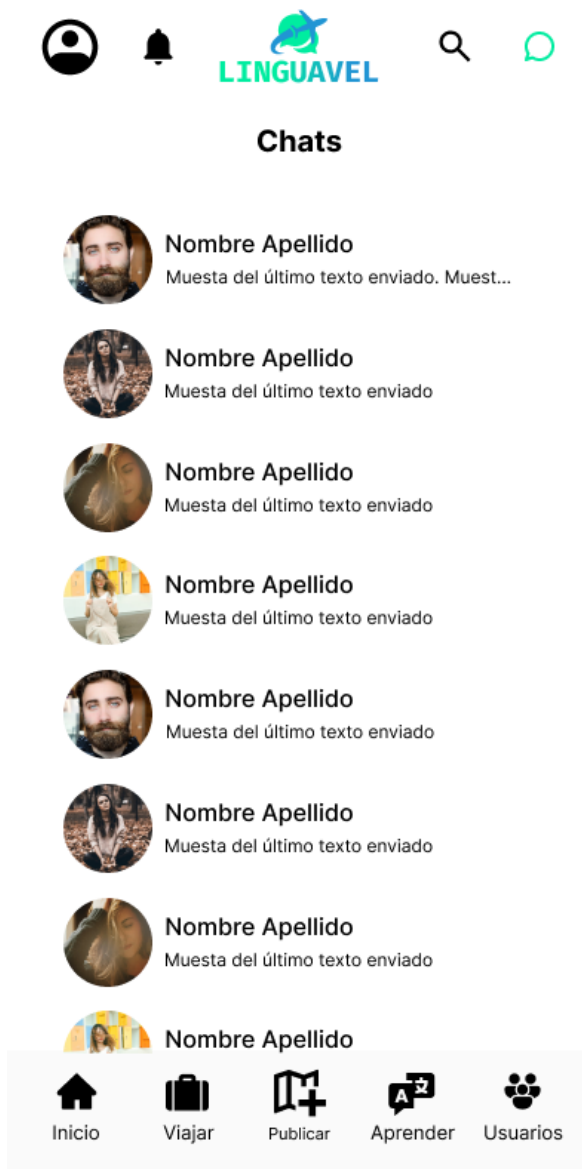 LINGUAVEL
Chats
Nombre Apellido
Muesta del último texto enviado. Muest...
Nombre Apellido
Muesta del último texto enviado
Nombre Apellido
Muesta del último texto enviado
Nombre Apellido
Muesta del último texto enviado
Nombre Apellido
Muesta del último texto enviado
Nombre Apellido
Muesta del último texto enviado
Nombre Apellido
Muesta del último texto enviado
Nombre Apellido
A 文
Inicio Viajar Publicar Aprender Usuarios